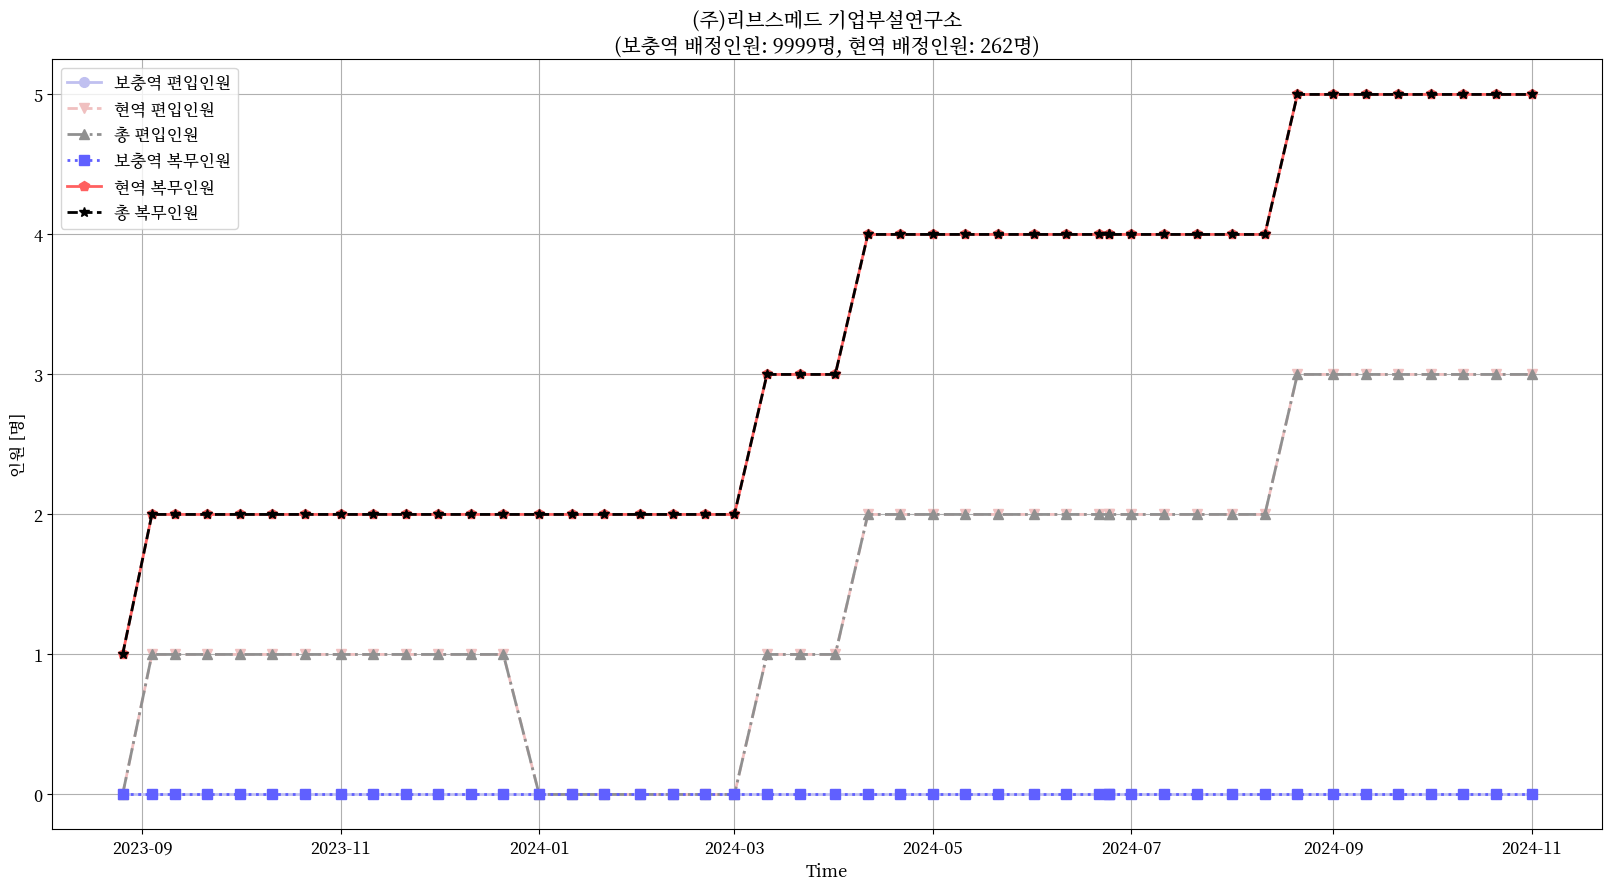 (주)리브스메드 기업부설연구소
(보충역 배정인원: 9999명, 현역 배정인원: 262명)
보충역 편입인원
현역 편입인원
총 편입인원
보충역 복무인원
현역 복무인원
총 복무인원
인원 [명]
5
4
3
2
1
0
2023-09 2023-11 2024-01 2024-03 2024-05 2024-07 2024-09 2024-11
Time